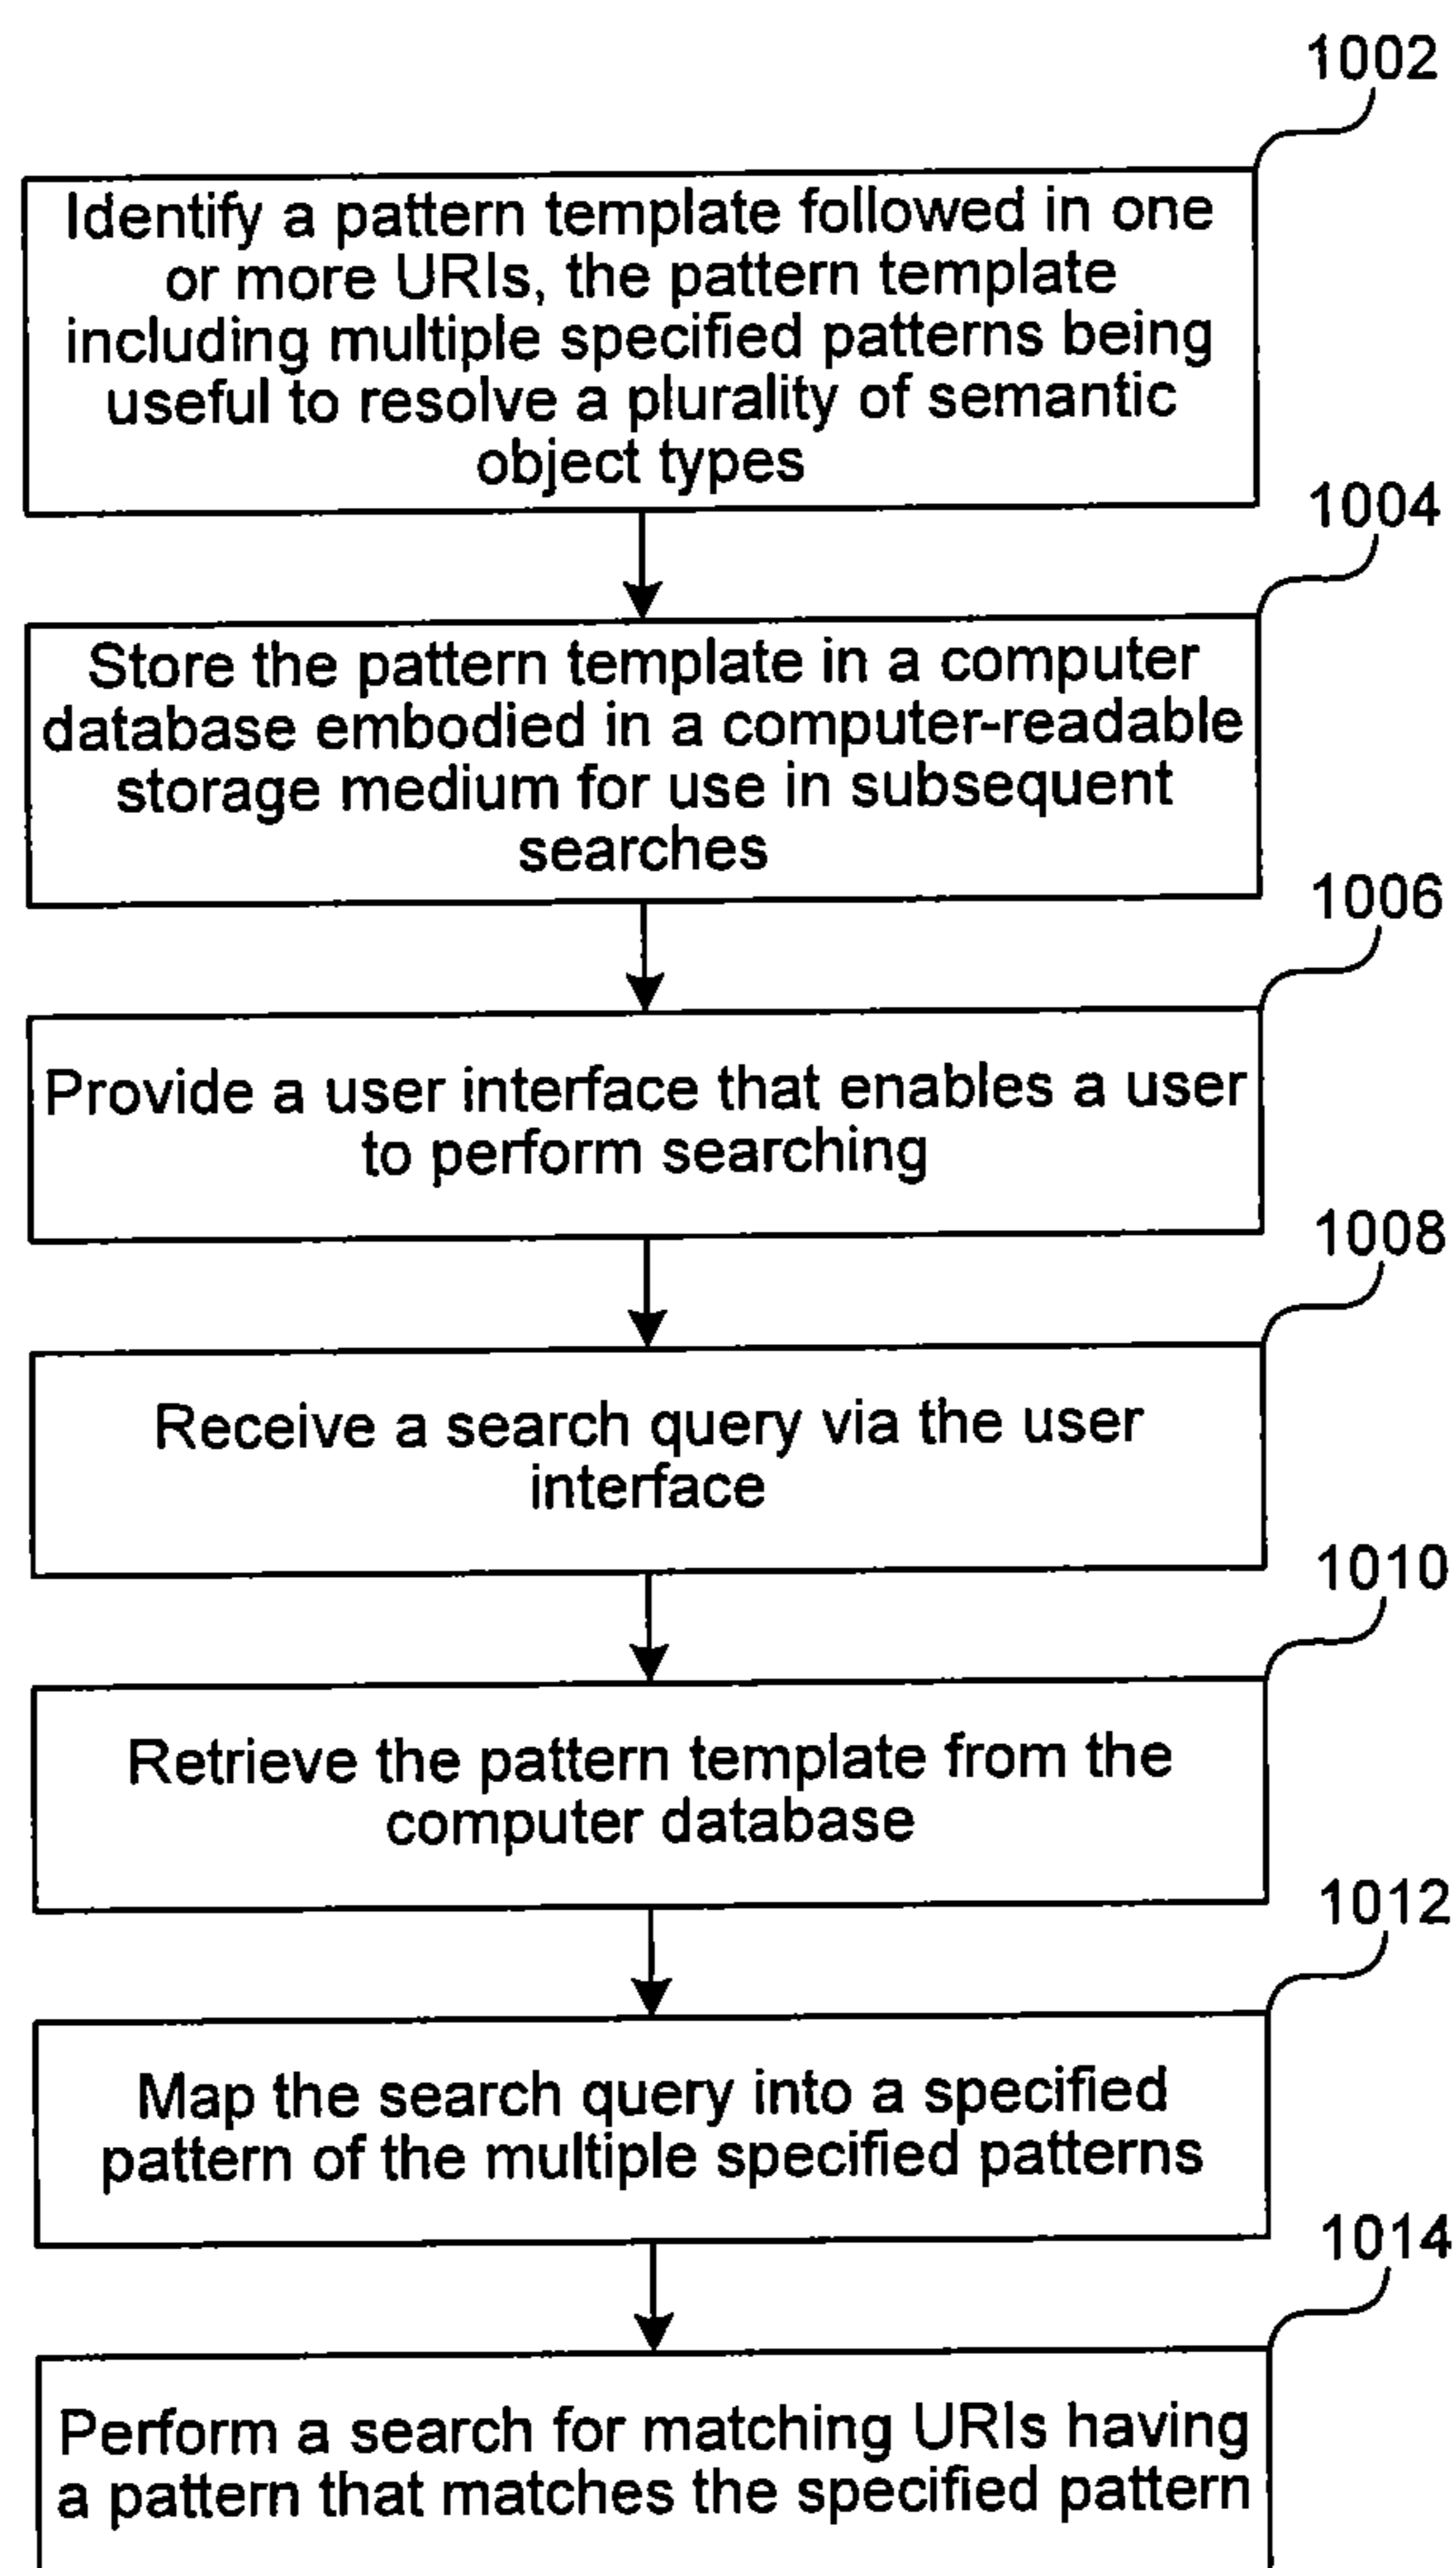 1002
Identify a pattern template followed in one
or more URIs, the pattern template
including multiple specified patterns being
useful to resolve a plurality of semantic
object types
1004
Store the pattern template in a computer
database embodied in a computer-readable
storage medium for use in subsequent
searches
1006
Provide a user interface that enables a user
to perform searching
1008
Receive a search query via the user
interface
1010
Retrieve the pattern template from the
computer database
1012
Map the search query into a specified
pattern of the multiple specified patterns
1014
Perform a search for matching URIs having
a pattern that matches the specified pattern